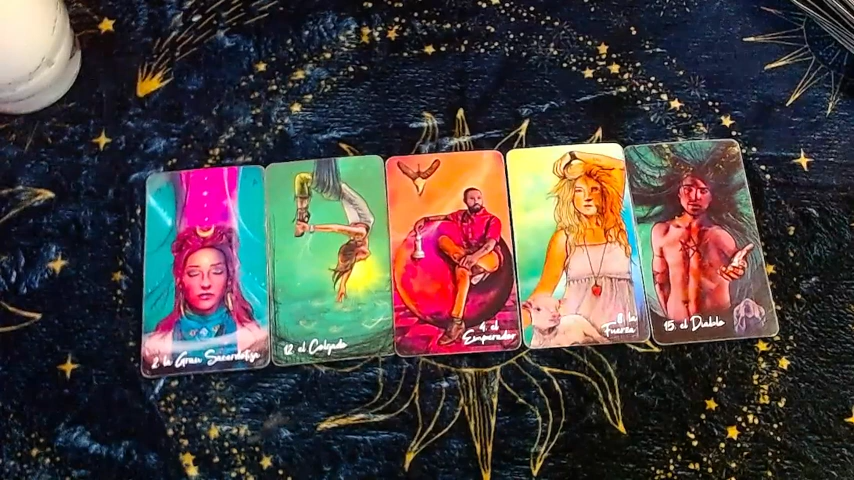 2. la Gran Sacerdotisa
12. el Colgado
4. el
Emperador
8. la
Fuerza
15. el Diablo